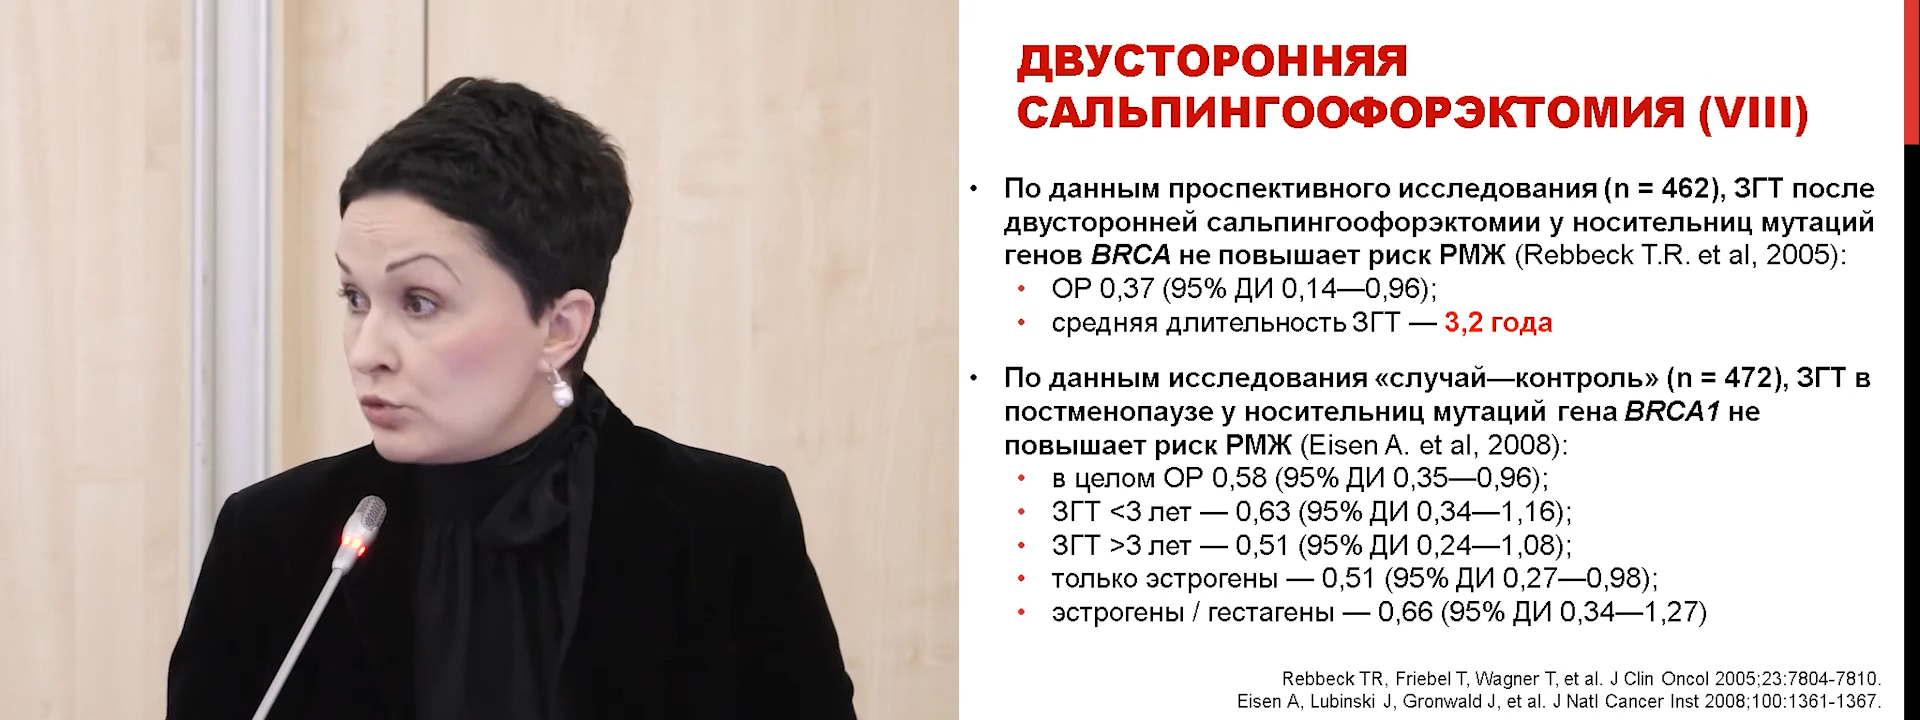 ДВУСТОРОННЯЯ
САЛЬПИНГООФОРЭКТОМИЯ (VIII)
• По данным проспективного исследования (n = 462), ЗГТ после
двусторонней сальпингоофорэктомии у носительниц мутаций
генов BRCA не повышает риск РМЖ (Rebbeck T.R. et al, 2005):
• ОР 0,37 (95% ДИ 0,14—0,96);
• средняя длительность ЗГТ — 3,2 года
• По данным исследования «случай—контроль» (n = 472), ЗГТ в
постменопаузе у носительниц мутаций гена BRCA1 не
повышает риск РМЖ (Eisen A. et al, 2008):
• в целом ОР 0,58 (95% ДИ 0,35—0,96);
• ЗГТ <3 лет — 0,63 (95% ДИ 0,34—1,16);
• ЗГТ >3 лет — 0,51 (95% ДИ 0,24—1,08);
• только эстрогены — 0,51 (95% ДИ 0,27—0,98);
• эстрогены / гестагены — 0,66 (95% ДИ 0,34—1,27)
Rebbeck TR, Friebel T, Wagner T, et al. J Clin Oncol 2005;23:7804-7810.
Eisen A, Lubinski J, Gronwald J, et al. J Natl Cancer Inst 2008;100:1361-1367.